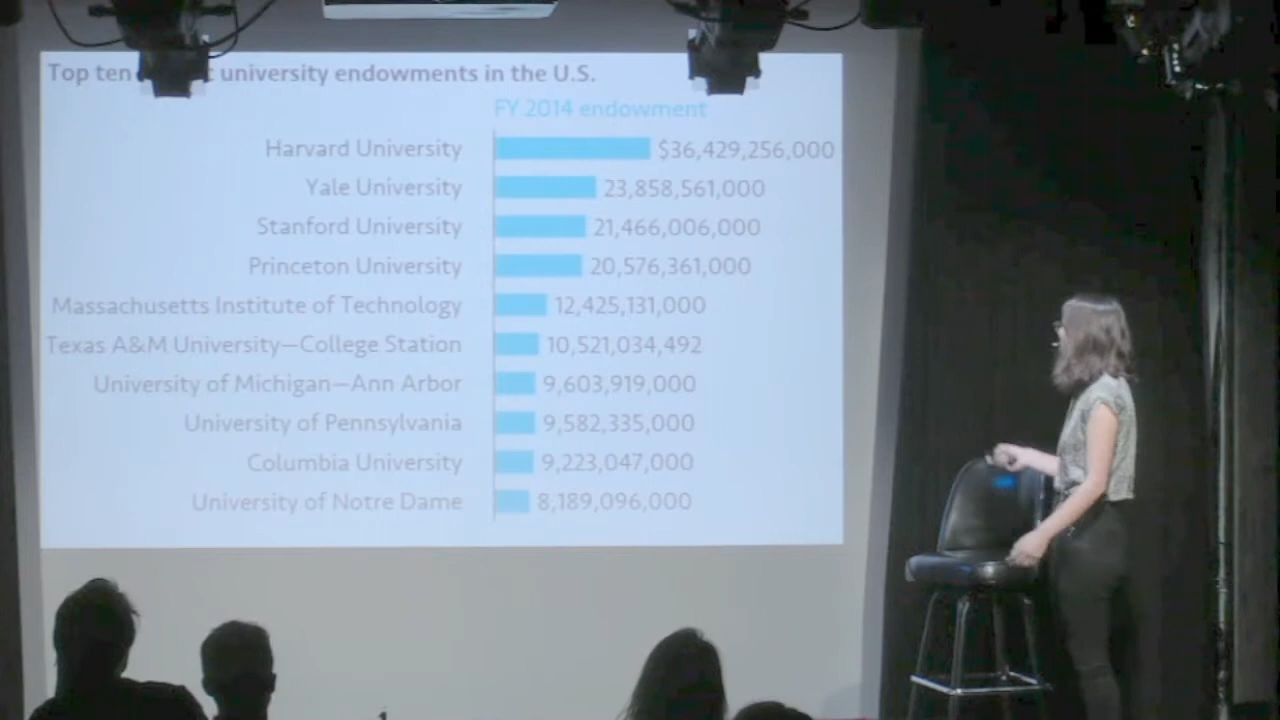 Top ten university endowments in the U.S.
FY 2014 endowment
Harvard University $36,429,256,000
Yale University 23,858,561,000
Stanford University 21,466,006,000
Princeton University 20,576,361,000
Massachusetts Institute of Technology 12,425,131,000
Texas A&M University—College Station 10,521,034,492
University of Michigan—Ann Arbor 9,603,919,000
University of Pennsylvania 9,582,335,000
Columbia University 9,223,047,000
University of Notre Dame 8,189,096,000